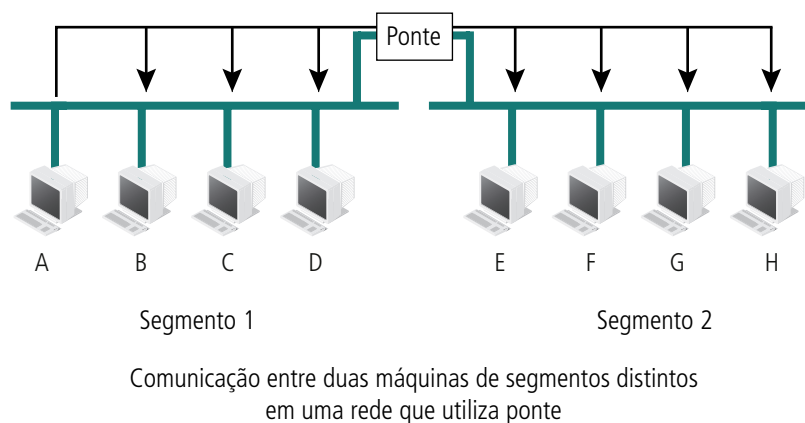 Ponte
A B C D E F G H
Segmento 1 Segmento 2
Comunicação entre duas máquinas de segmentos distintos
em uma rede que utiliza ponte